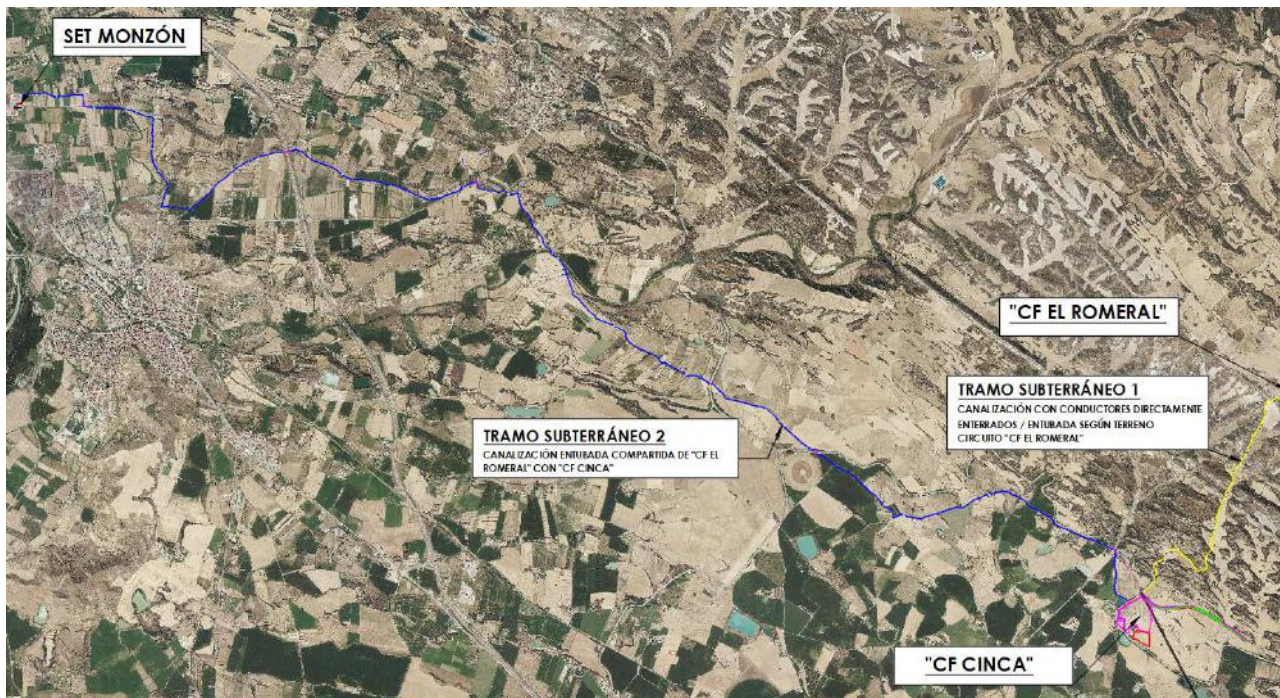 SET MONZÓN
"CF EL ROMERAL"
TRAMO SUBTERRÁNEO 1
CANALIZACIÓN CON CONDUCTORES DIRECTAMENTE
ENTERRADOS / ENTUBADA SEGÚN TERRENO
CIRCUITO "CF EL ROMERAL"
TRAMO SUBTERRÁNEO 2
CANALIZACIÓN ENTUBADA COMPARTIDA DE "CF EL
ROMERAL" CON "CF CINCA"
"CF CINCA"